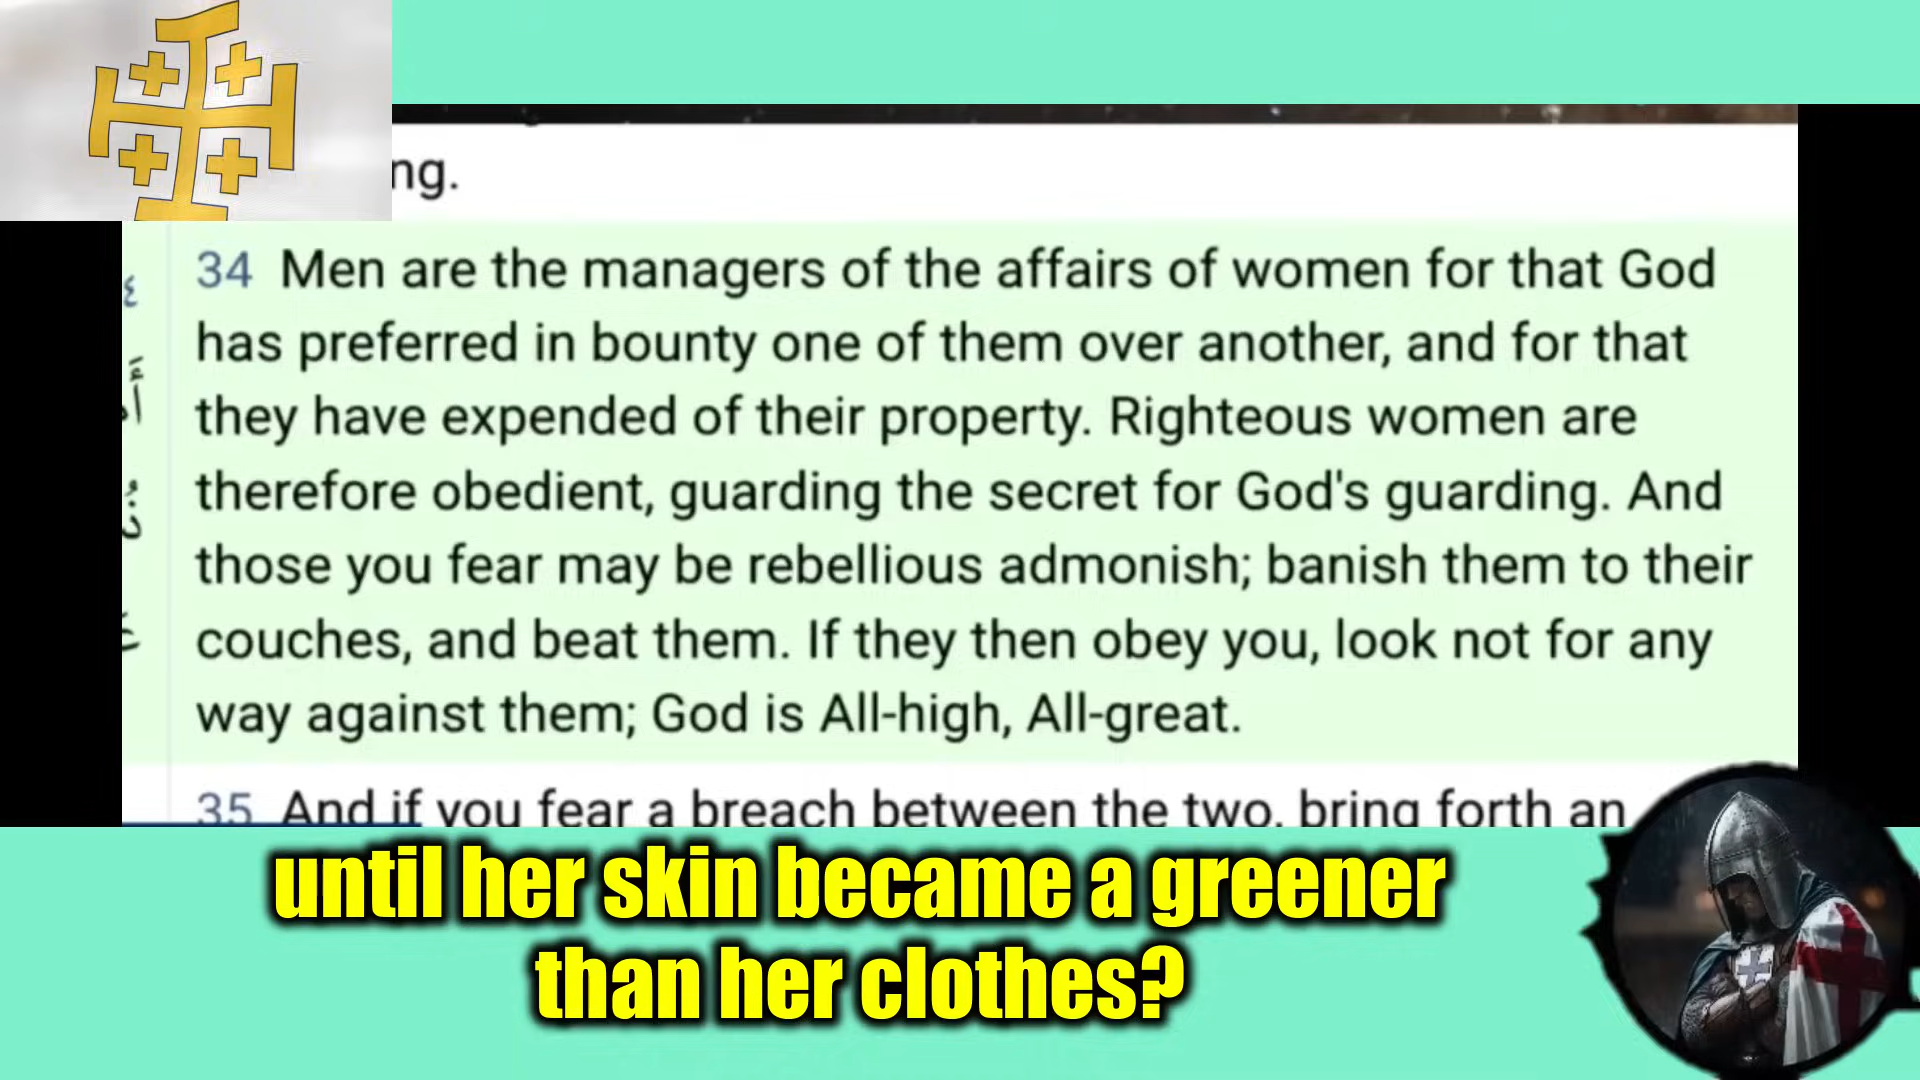 ng.
34 Men are the managers of the affairs of women for that God
has preferred in bounty one of them over another, and for that
they have expended of their property. Righteous women are
therefore obedient, guarding the secret for God's guarding. And
those you fear may be rebellious admonish; banish them to their
couches, and beat them. If they then obey you, look not for any
way against them; God is All-high, All-great.
35 And if you fear a breach between the two, bring forth an
until her skin became a greener
than her clothes?